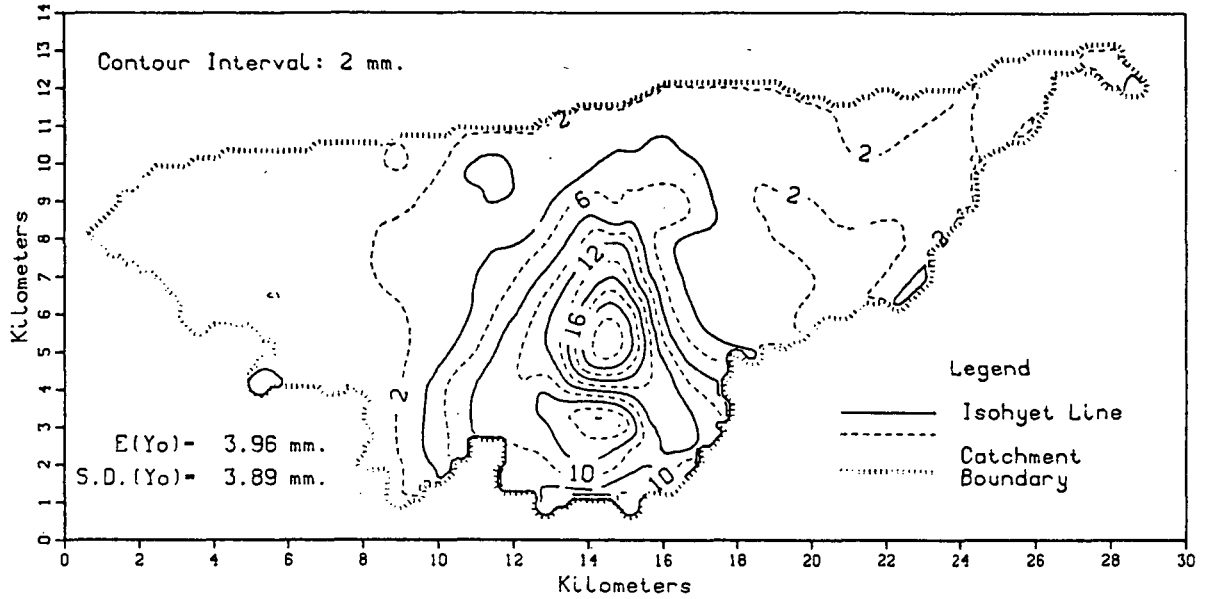 Contour Interval: 2 mm.
2
2
2
6
2
12
16
2
10
10
E(Yo)= 3.96 mm.
S.D.(Yo)= 3.89 mm.
Legend
Isohyet Line
Catchment
Boundary
Kilometers
14
13
12
11
10
9
8
7
6
5
4
3
2
1
0
0 2 4 6 8 10 12 14 16 18 20 22 24 26 28 30
Kilometers